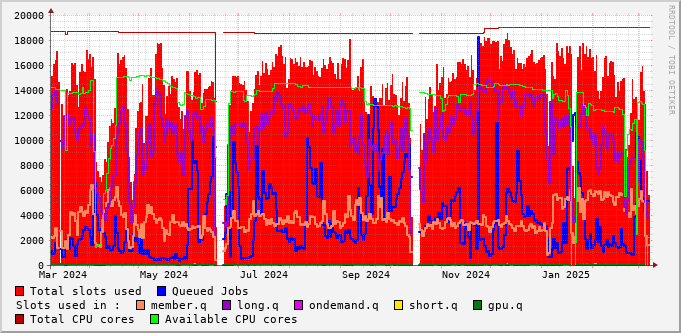 20000
18000
16000
14000
12000
10000
8000
6000
4000
2000
0
Mar 2024 May 2024 Jul 2024 Sep 2024 Nov 2024 Jan 2025
Total slots used Queued Jobs
Slots used in : member.q long.q ondemand.q short.q gpu.q
Total CPU cores Available CPU cores
RRDTOOL / TOBI OETIKER